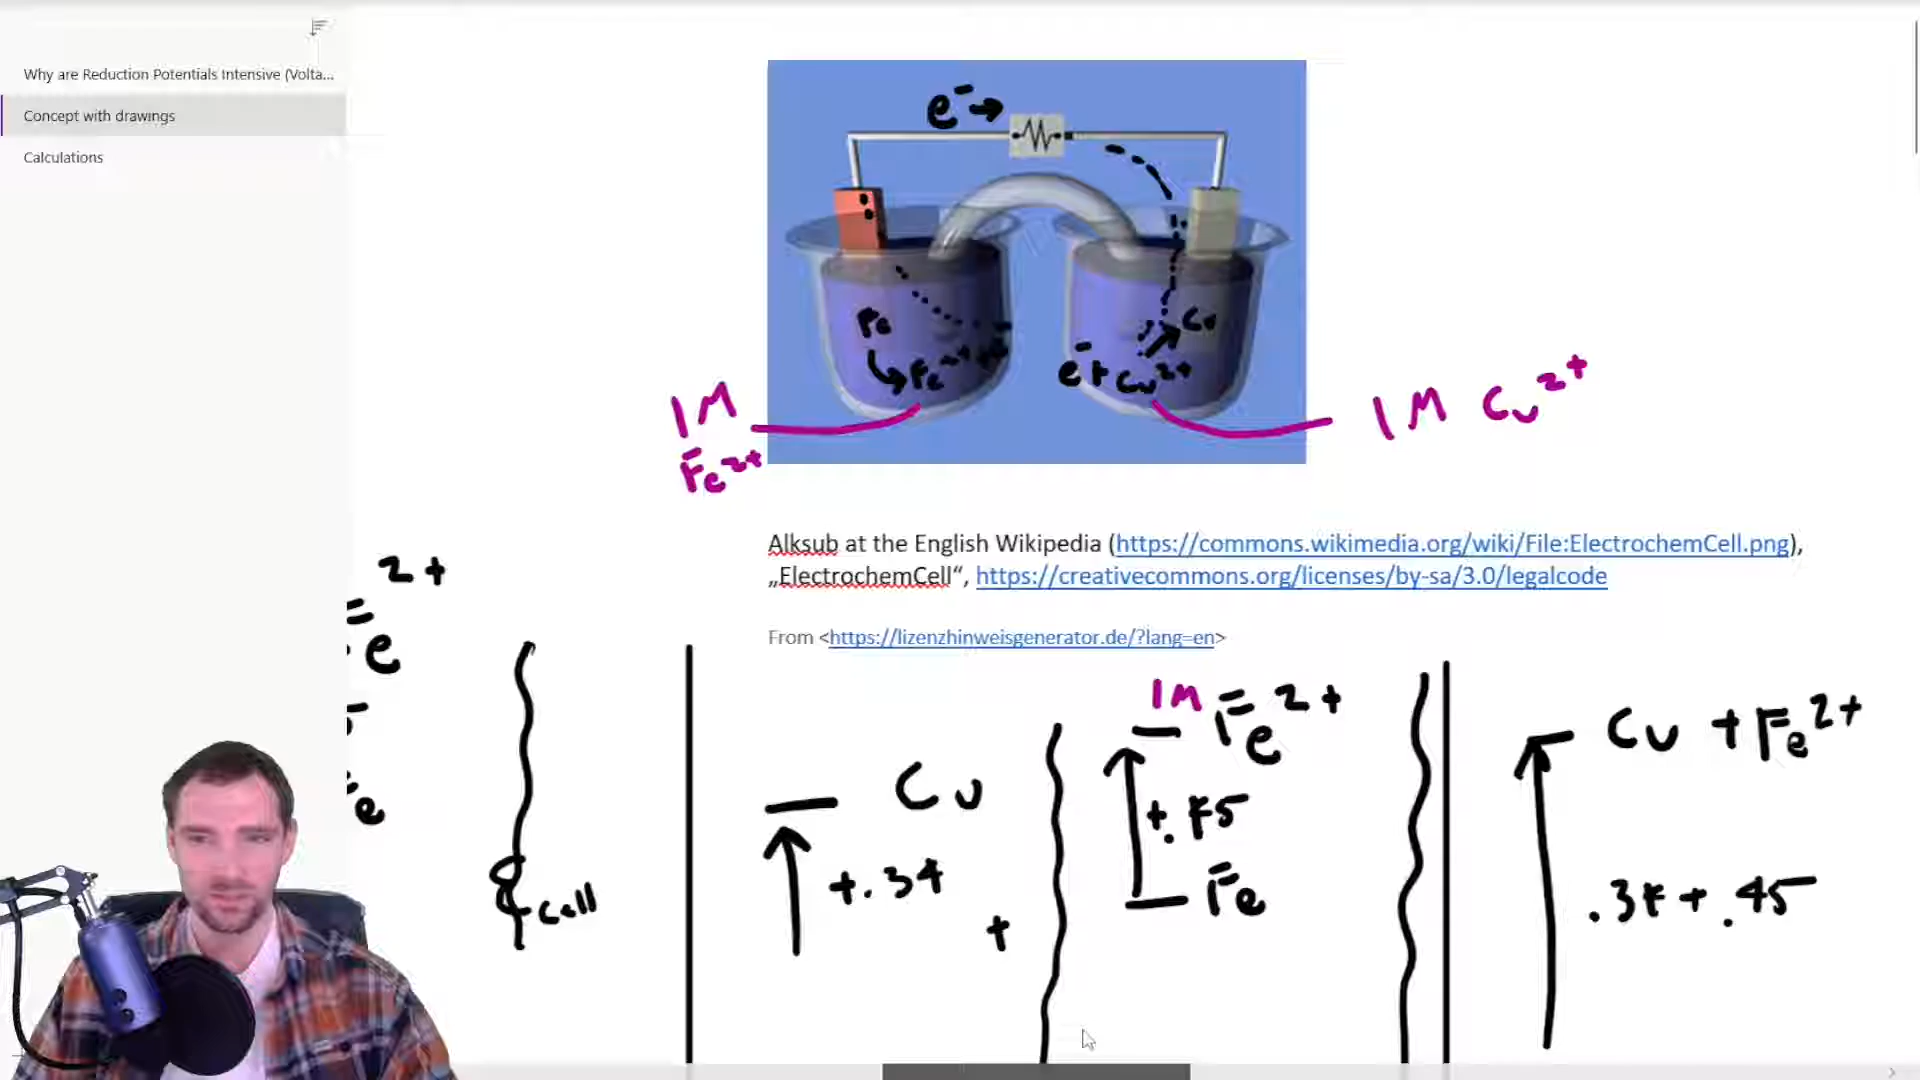 Why are Reduction Potentials Intensive (Volta...
Concept with drawings
Calculations
e⁻ →
Fe
Fe²⁺
Cu
e⁻ + Cu²⁺
1M
Fe²⁺
1M Cu²⁺
Alksub at the English Wikipedia (https://commons.wikimedia.org/wiki/File:ElectrochemCell.png),
„ElectrochemCell“, https://creativecommons.org/licenses/by-sa/3.0/legalcode
From <https://lizenzhinweisgenerator.de/?lang=en>
Fe²⁺
e
Cell
Cu
+.34
+
1M Fe²⁺
+.45
Fe
Cu + Fe²⁺
.34 + .45